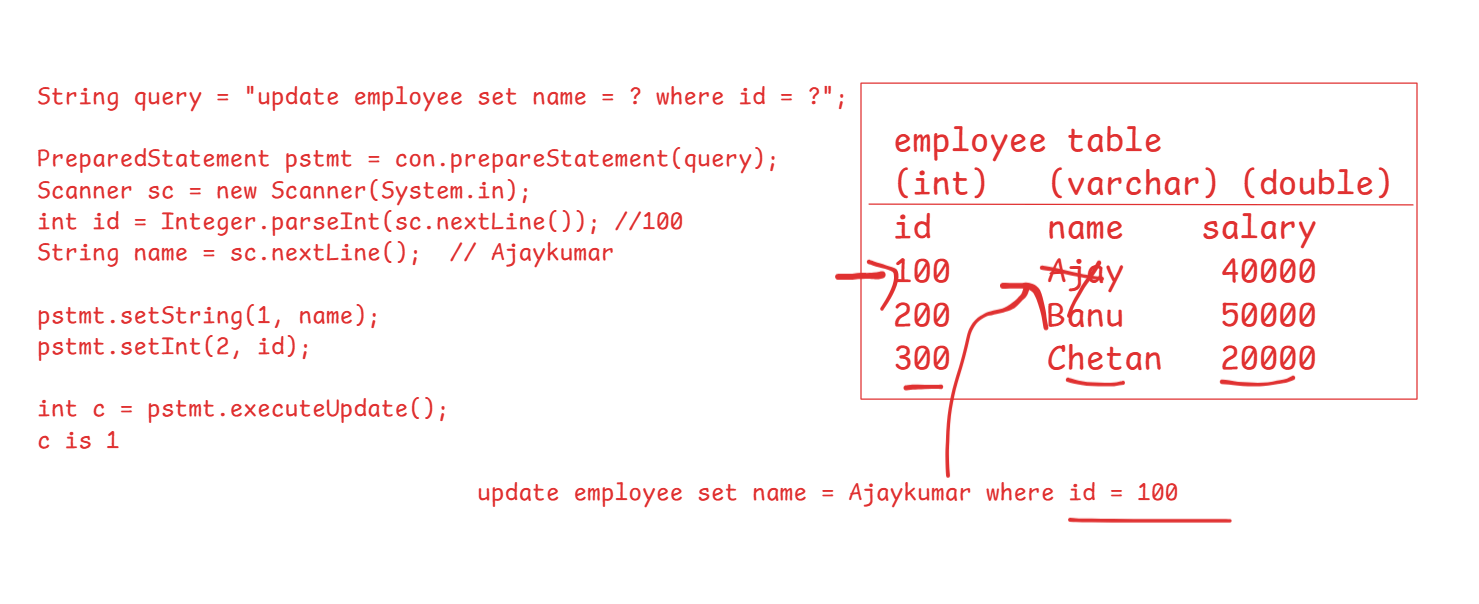 String query = "update employee set name = ? where id = ?";
PreparedStatement pstmt = con.prepareStatement(query);
Scanner sc = new Scanner(System.in);
int id = Integer.parseInt(sc.nextLine()); //100
String name = sc.nextLine();  // Ajaykumar
pstmt.setString(1, name);
pstmt.setInt(2, id);
int c = pstmt.executeUpdate();
c is 1
employee table
(int) (varchar) (double)
id name salary
100 Ajay 40000
200 Banu 50000
300 Chetan 20000
update employee set name = Ajaykumar where id = 100